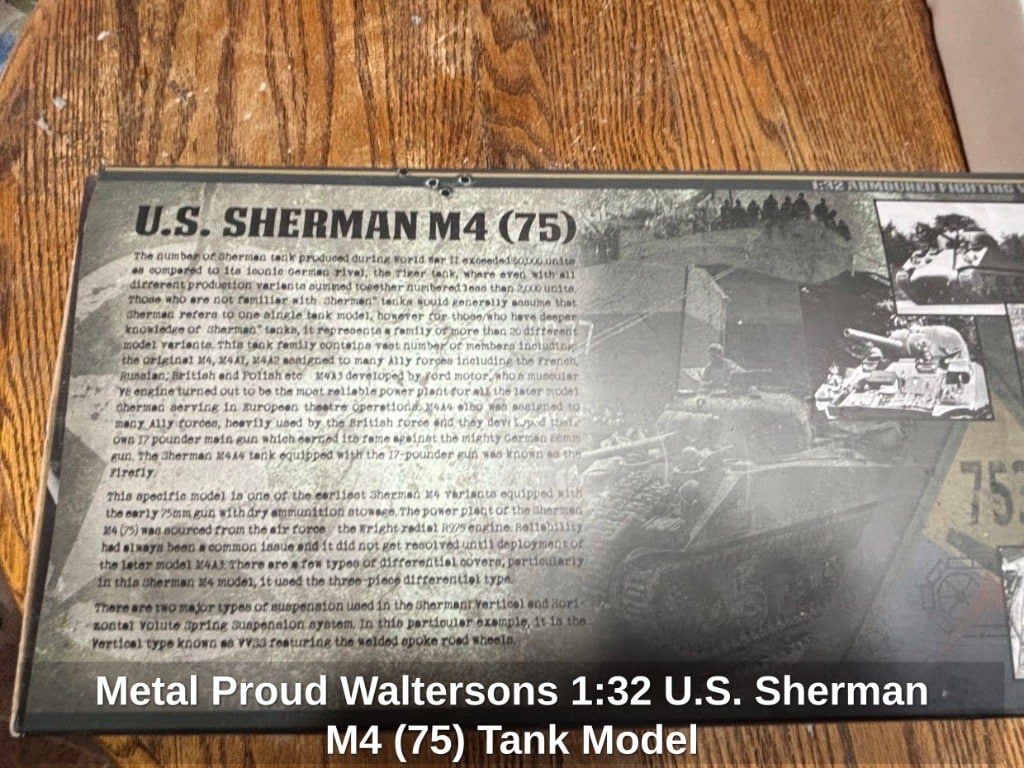 1:32 ARMOURED FIGHTING
U.S. SHERMAN M4 (75)
The number of Sherman tank produced during World War II exceeded 50,000 units
as compared to its iconic German rival, the Tiger tank, where even with all
different production variants summed together numbered less than 2,000 units.
Those who are not familiar with Sherman" tanks would generally assume that
Sherman refers to one single tank model, however for those who have deeper
knowledge of Sherman" tanks, it represents a family of more than 20 different
model variants. This tank family contains vast number of members including
the original M4, M4A1, M4A2 assigned to many Ally forces including the French,
Russian, British and Polish etc M4A3 developed by Ford motor, who s muscular
V8 engine turned out to be the most reliable power plant for all the later model
Sherman serving in European theatre operations. M4A4 also was assigned to
many Ally forces, heavily used by the British force and they developed their
own 17 pounder main gun which earned its fame against the mighty German 88mm
gun. The Sherman M4A4 tank equipped with the 17-pounder gun was known as the
Firefly.
This specific model is one of the earliest Sherman M4 variants equipped with
the early 75mm gun with dry ammunition stowage. The power plant of the Sherman
M4 (75) was sourced from the air force the Wright radial R975 engine. Reliability
had always been a common issue and it did not get resolved until deployment of
the later model M4A3. There are a few types of differential covers, particularly
in this Sherman M4 model, it used the three-piece differential type.
There are two major types of suspension used in the Sherman: Vertical and Hori-
zontal Volute Spring Suspension system. In this particular example, it is the
Vertical type known as VVSS featuring the welded spoke road wheels.
753
Metal Proud Waltersons 1:32 U.S. Sherman
M4 (75) Tank Model